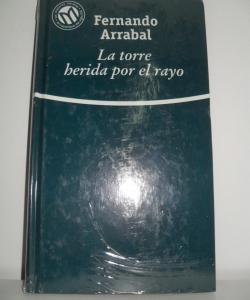 Fernando
Arrabal
La torre
herida por el rayo